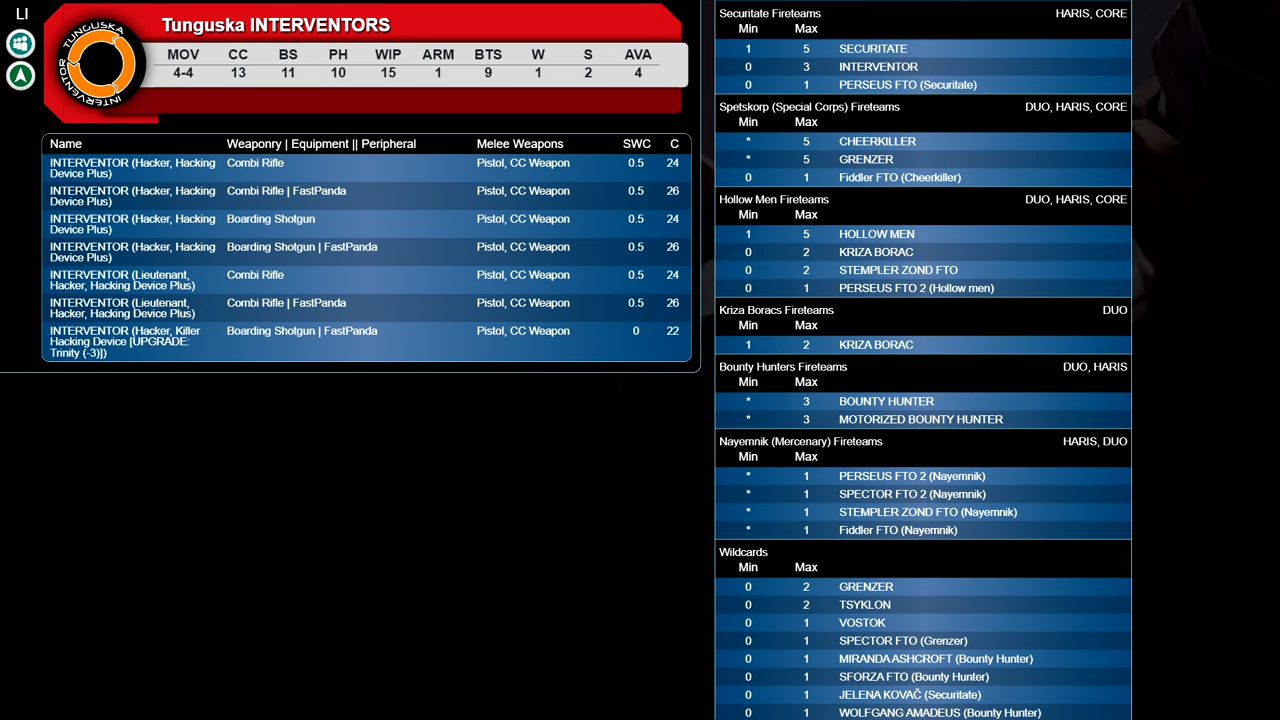 LI
Tunguska INTERVENTORS
TUNGUSKA
INTERVENTOR
MOV CC BS PH WIP ARM BTS W S AVA
4-4 13 11 10 15 1 9 1 2 4
Name Weaponry | Equipment || Peripheral Melee Weapons SWC C
INTERVENTOR (Hacker, Hacking Combi Rifle Pistol, CC Weapon 0.5 24
Device Plus)
INTERVENTOR (Hacker, Hacking Combi Rifle | FastPanda Pistol, CC Weapon 0.5 26
Device Plus)
INTERVENTOR (Hacker, Hacking Boarding Shotgun Pistol, CC Weapon 0.5 24
Device Plus)
INTERVENTOR (Hacker, Hacking Boarding Shotgun | FastPanda Pistol, CC Weapon 0.5 26
Device Plus)
INTERVENTOR (Lieutenant, Combi Rifle Pistol, CC Weapon 0.5 24
Hacker, Hacking Device Plus)
INTERVENTOR (Lieutenant, Combi Rifle | FastPanda Pistol, CC Weapon 0.5 26
Hacker, Hacking Device Plus)
INTERVENTOR (Hacker, Killer Boarding Shotgun | FastPanda Pistol, CC Weapon 0 22
Hacking Device [UPGRADE:
Trinity (-3)])
Securitate Fireteams HARIS, CORE
Min Max
1 5 SECURITATE
0 3 INTERVENTOR
0 1 PERSEUS FTO (Securitate)
Spetskorp (Special Corps) Fireteams DUO, HARIS, CORE
Min Max
* 5 CHEERKILLER
* 5 GRENZER
0 1 Fiddler FTO (Cheerkiller)
Hollow Men Fireteams DUO, HARIS, CORE
Min Max
1 5 HOLLOW MEN
0 2 KRIZA BORAC
0 2 STEMPLER ZOND FTO
0 1 PERSEUS FTO 2 (Hollow men)
Kriza Boracs Fireteams DUO
Min Max
1 2 KRIZA BORAC
Bounty Hunters Fireteams DUO, HARIS
Min Max
* 3 BOUNTY HUNTER
* 3 MOTORIZED BOUNTY HUNTER
Nayemnik (Mercenary) Fireteams HARIS, DUO
Min Max
* 1 PERSEUS FTO 2 (Nayemnik)
* 1 SPECTOR FTO 2 (Nayemnik)
* 1 STEMPLER ZOND FTO (Nayemnik)
* 1 Fiddler FTO (Nayemnik)
Wildcards
Min Max
0 2 GRENZER
0 2 TSYKLON
0 1 VOSTOK
0 1 SPECTOR FTO (Grenzer)
0 1 MIRANDA ASHCROFT (Bounty Hunter)
0 1 SFORZA FTO (Bounty Hunter)
0 1 JELENA KOVAČ (Securitate)
0 1 WOLFGANG AMADEUS (Bounty Hunter)